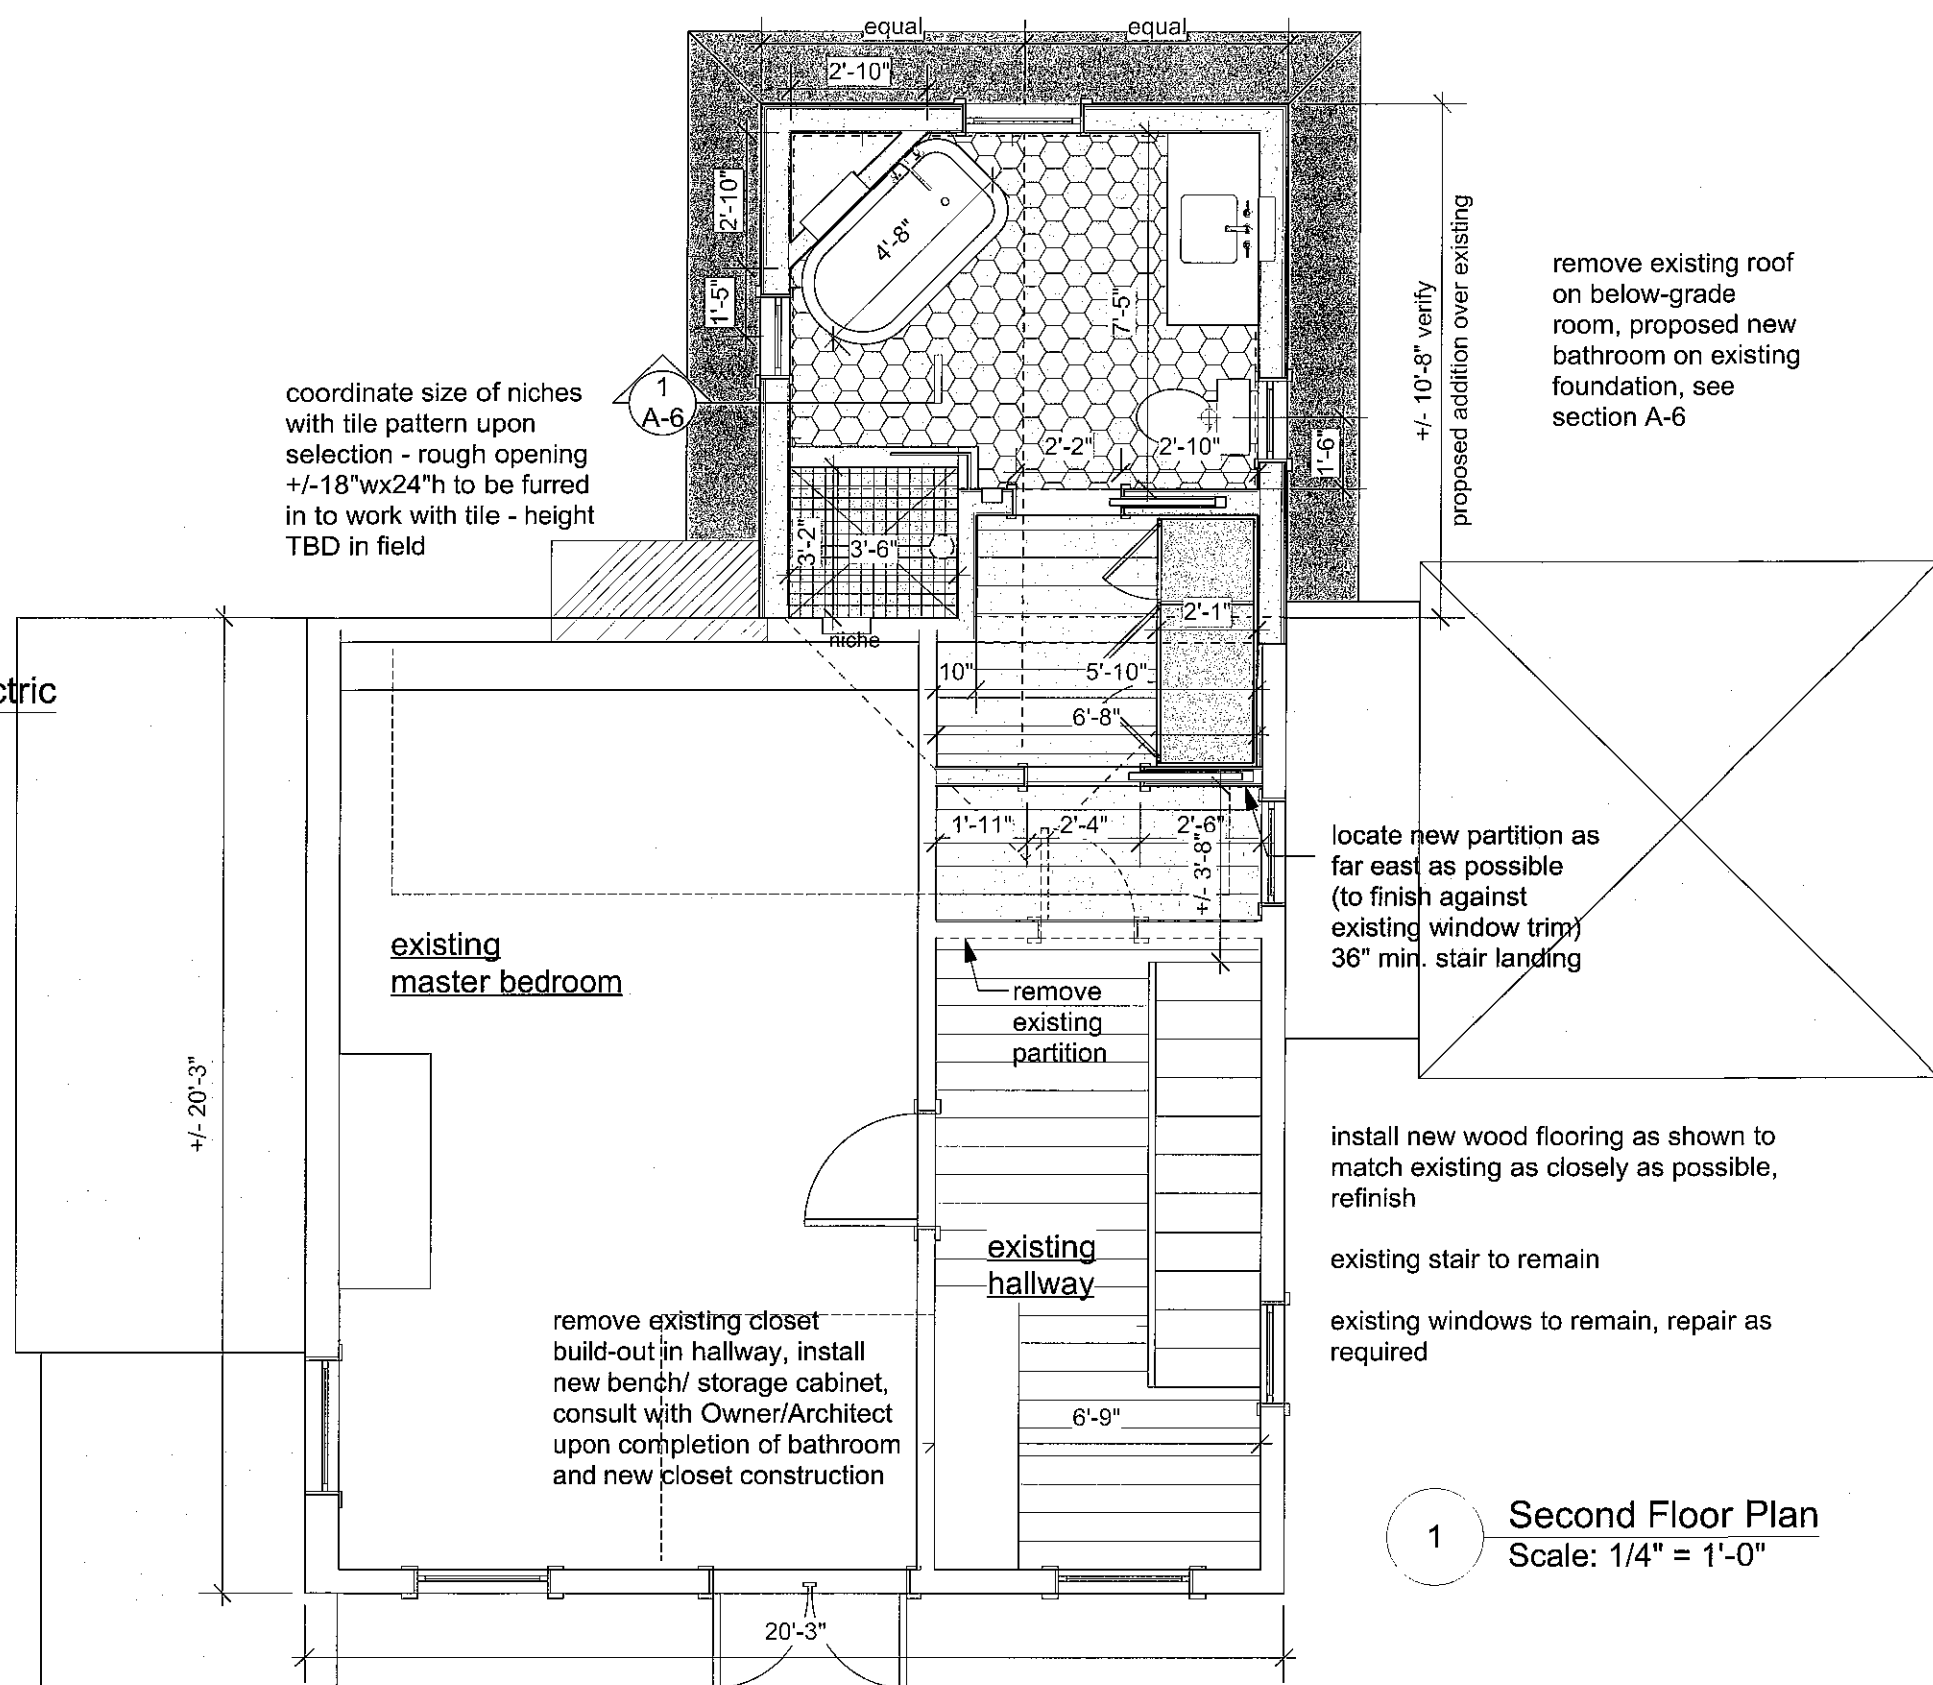 equal
equal
2'-10"
2'-10"
4'-8"
1'-5"
7'-5"
+/- 10'-8" verify
proposed addition over existing
remove existing roof
on below-grade
room, proposed new
bathroom on existing
foundation, see
section A-6
coordinate size of niches
with tile pattern upon
selection - rough opening
+/-18"wx24"h to be furred
in to work with tile - height
TBD in field
1
A-6
2'-2"
2'-10"
1'-6"
3'-2"
3'-6"
niche
2'-1"
10"
5'-10"
6'-8"
ctric
1'-11"
2'-4"
2'-6"
+/- 3'-8"
locate new partition as
far east as possible
(to finish against
existing window trim)
36" min. stair landing
existing
master bedroom
remove
existing
partition
+/- 20'-3"
install new wood flooring as shown to
match existing as closely as possible,
refinish
existing stair to remain
existing windows to remain, repair as
required
existing
hallway
remove existing closet
build-out in hallway, install
new bench/ storage cabinet,
consult with Owner/Architect
upon completion of bathroom
and new closet construction
6'-9"
1
Second Floor Plan
Scale: 1/4" = 1'-0"
20'-3"